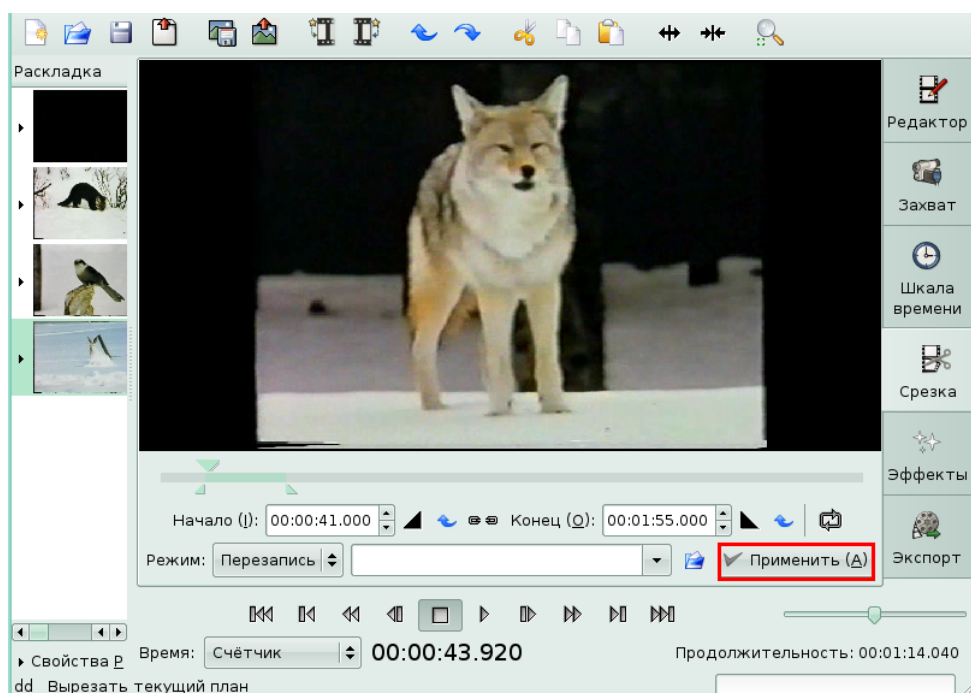 Раскладка
Редактор
Захват
Шкала
времени
Срезка
Эффекты
Экспорт
Начало (I): 00:00:41.000 Конец (O): 00:01:55.000
Режим: Перезапись Применить (A)
Время: Счётчик 00:00:43.920 Продолжительность: 00:01:14.040
Свойства Р
dd Вырезать текущий план